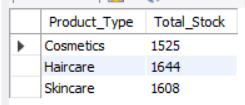 Product_Type Total_Stock
Cosmetics 1525
Haircare 1644
Skincare 1608